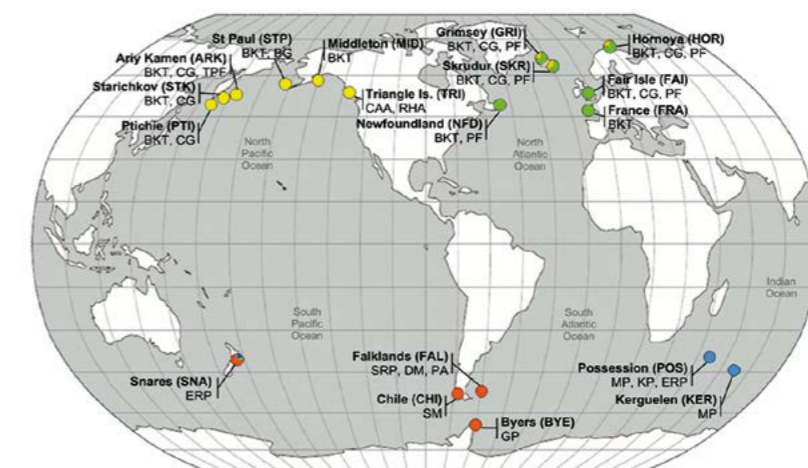 St Paul (STP)
BKT, BG
Middleton (MID)
BKT
Ariy Kamen (ARK)
BKT, CG, TPF
Starichkov (STK)
BKT, CG
Ptichie (PTI)
BKT, CG
Triangle Is. (TRI)
CAA, RHA
Grimsey (GRI)
BKT, CG, PF
Skrudur (SKR)
BKT, CG, PF
Hornoya (HOR)
BKT, CG, PF
Fair Isle (FAI)
BKT, CG, PF
France (FRA)
BKT
Newfoundland (NFD)
BKT, PF
North
Pacific
Ocean
North
Atlantic
Ocean
Indian
Ocean
South
Pacific
Ocean
South
Atlantic
Ocean
Snares (SNA)
ERP
Falklands (FAL)
SRP, DM, PA
Chile (CHI)
SM
Byers (BYE)
GP
Possession (POS)
MP, KP, ERP
Kerguelen (KER)
MP